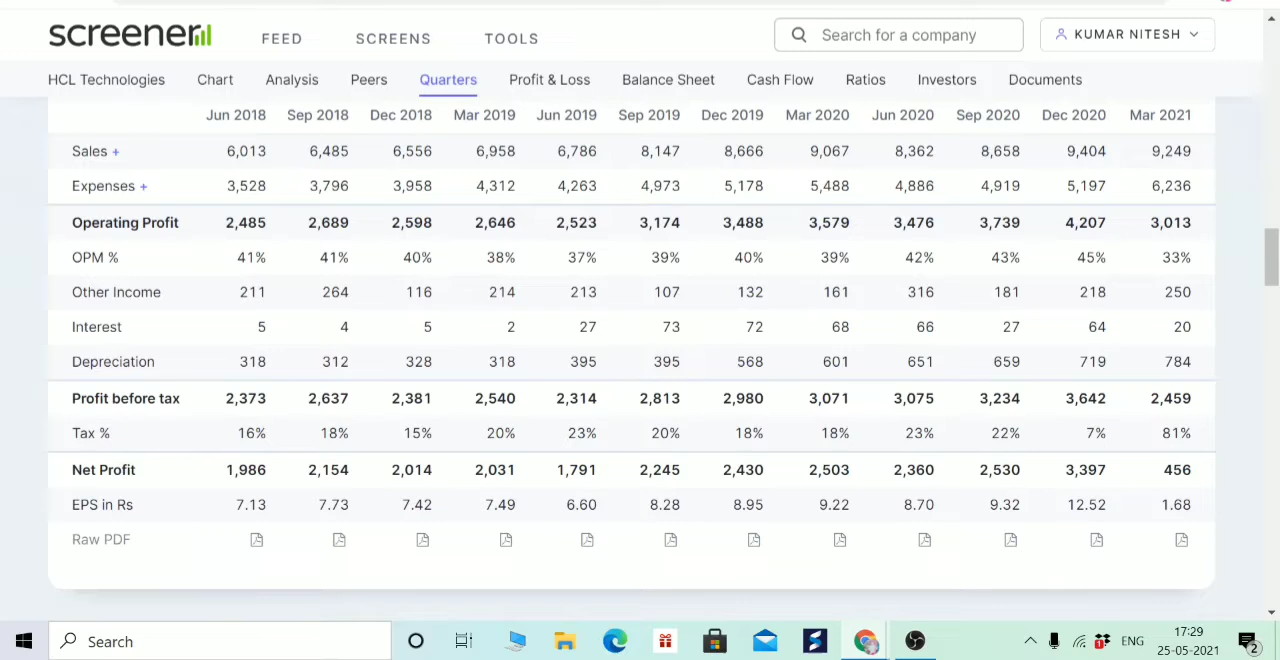 screener
FEED SCREENS TOOLS
Search for a company
KUMAR NITESH
HCL Technologies Chart Analysis Peers Quarters Profit & Loss Balance Sheet Cash Flow Ratios Investors Documents
Jun 2018 Sep 2018 Dec 2018 Mar 2019 Jun 2019 Sep 2019 Dec 2019 Mar 2020 Jun 2020 Sep 2020 Dec 2020 Mar 2021
Sales + 6,013 6,485 6,556 6,958 6,786 8,147 8,666 9,067 8,362 8,658 9,404 9,249
Expenses + 3,528 3,796 3,958 4,312 4,263 4,973 5,178 5,488 4,886 4,919 5,197 6,236
Operating Profit 2,485 2,689 2,598 2,646 2,523 3,174 3,488 3,579 3,476 3,739 4,207 3,013
OPM % 41% 41% 40% 38% 37% 39% 40% 39% 42% 43% 45% 33%
Other Income 211 264 116 214 213 107 132 161 316 181 218 250
Interest 5 4 5 2 27 73 72 68 66 27 64 20
Depreciation 318 312 328 318 395 395 568 601 651 659 719 784
Profit before tax 2,373 2,637 2,381 2,540 2,314 2,813 2,980 3,071 3,075 3,234 3,642 2,459
Tax % 16% 18% 15% 20% 23% 20% 18% 18% 23% 22% 7% 81%
Net Profit 1,986 2,154 2,014 2,031 1,791 2,245 2,430 2,503 2,360 2,530 3,397 456
EPS in Rs 7.13 7.73 7.42 7.49 6.60 8.28 8.95 9.22 8.70 9.32 12.52 1.68
Raw PDF
Search
ENG
17:29
25-05-2021
2